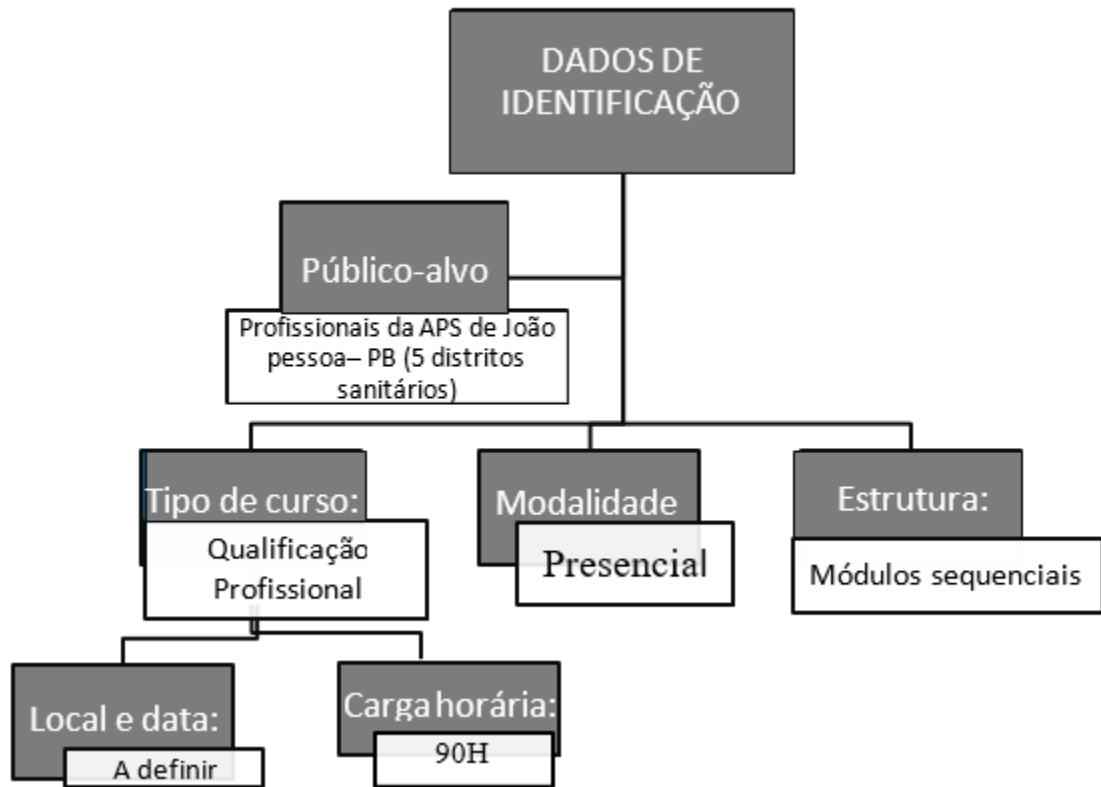 DADOS DE
IDENTIFICAÇÃO
Público-alvo
Profissionais da APS de João
pessoa– PB (5 distritos
sanitários)
Tipo de curso:
Qualificação
Profissional
Modalidade
Presencial
Estrutura:
Módulos sequenciais
Local e data:
A definir
Carga horária:
90H